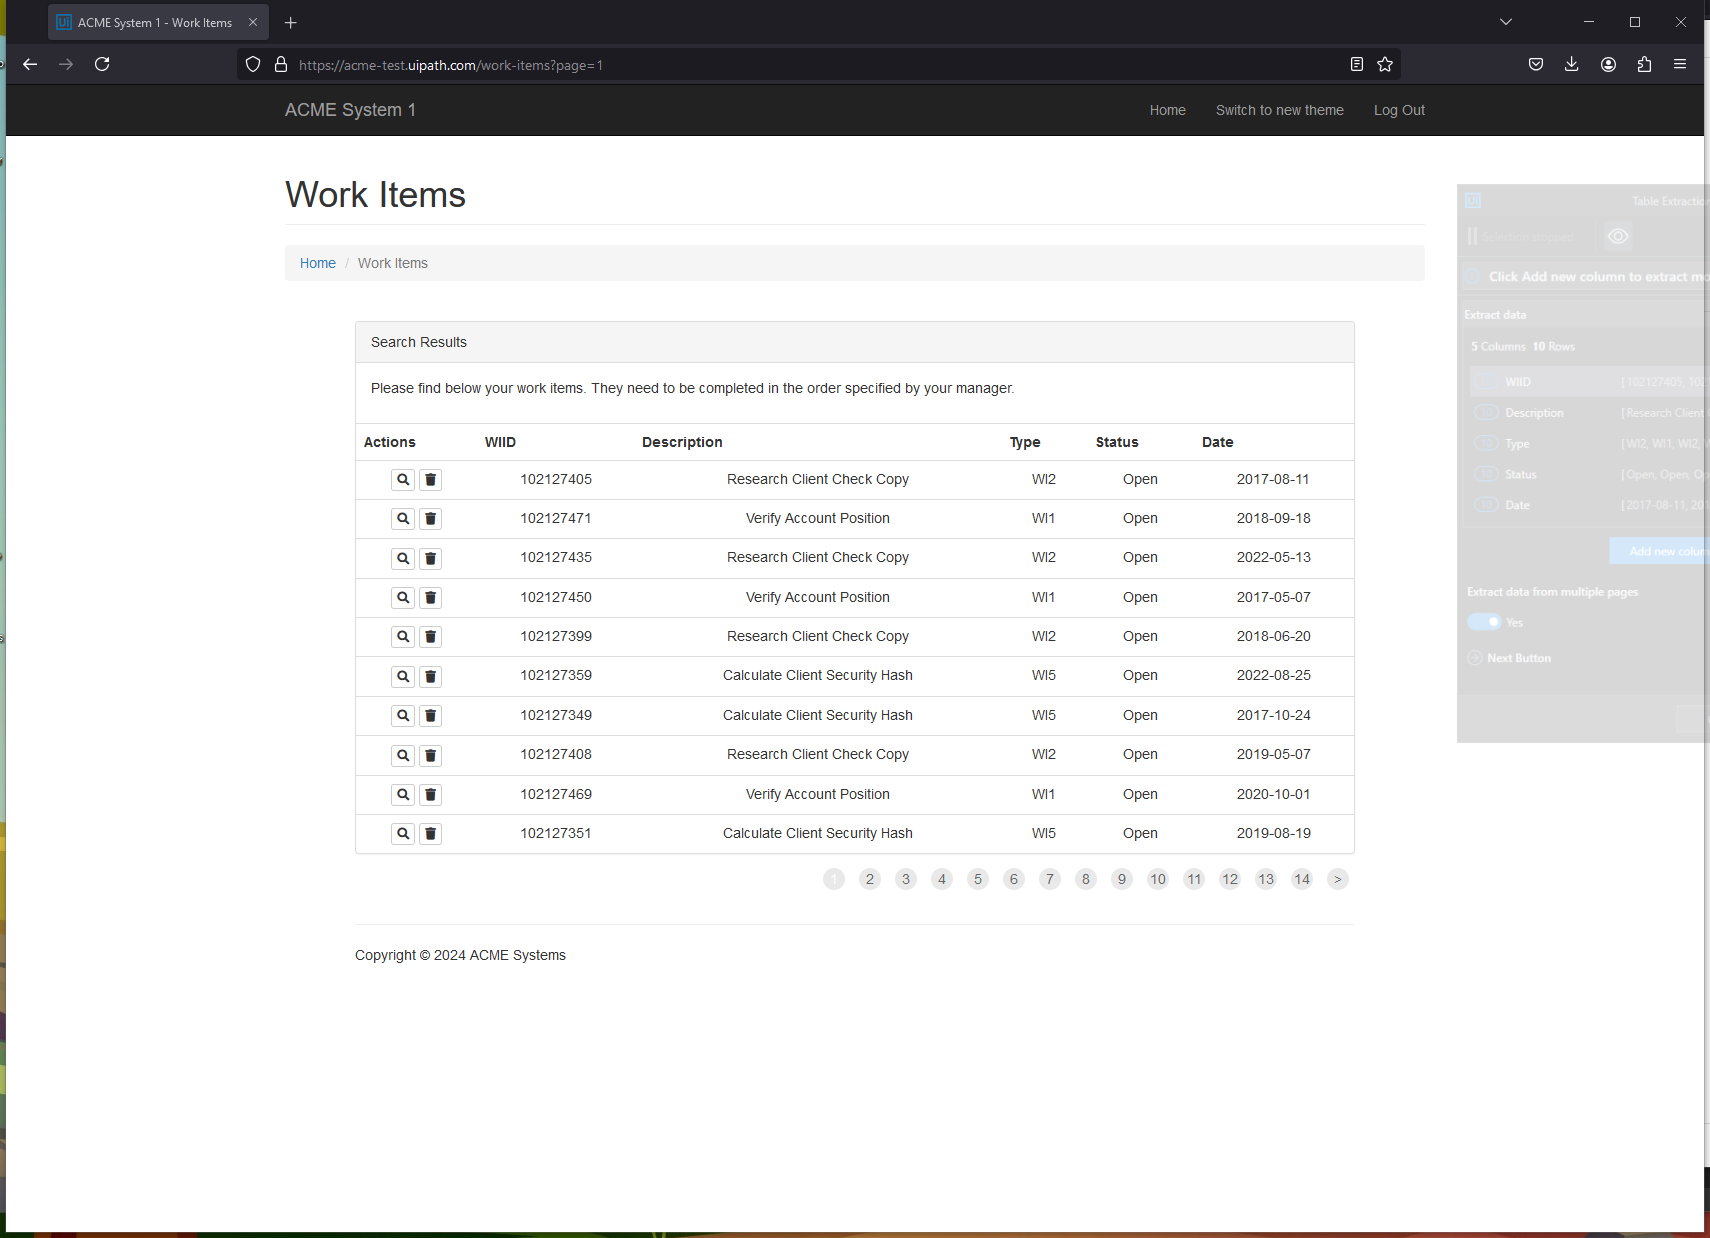 ACME System 1 - Work Items
https://acme-test.uipath.com/work-items?page=1
ACME System 1
Home
Switch to new theme
Log Out
Work Items
Home / Work Items
Search Results
Please find below your work items. They need to be completed in the order specified by your manager.
Actions WIID Description Type Status Date
102127405 Research Client Check Copy WI2 Open 2017-08-11
102127471 Verify Account Position WI1 Open 2018-09-18
102127435 Research Client Check Copy WI2 Open 2022-05-13
102127450 Verify Account Position WI1 Open 2017-05-07
102127399 Research Client Check Copy WI2 Open 2018-06-20
102127359 Calculate Client Security Hash WI5 Open 2022-08-25
102127349 Calculate Client Security Hash WI5 Open 2017-10-24
102127408 Research Client Check Copy WI2 Open 2019-05-07
102127469 Verify Account Position WI1 Open 2020-10-01
102127351 Calculate Client Security Hash WI5 Open 2019-08-19
1 2 3 4 5 6 7 8 9 10 11 12 13 14 >
Copyright © 2024 ACME Systems
Ui
Table Extraction
Selection stopped
Click Add new column to extract
Extract data
5 Columns 10 Rows
WIID [ 102127405,
10 Description [ Research Client
10 Type [ WI2, WI1, WI2,
10 Status [ Open, Open,
10 Date [ 2017-08-11,
Add new
Extract data from multiple pages
Yes
Next Button